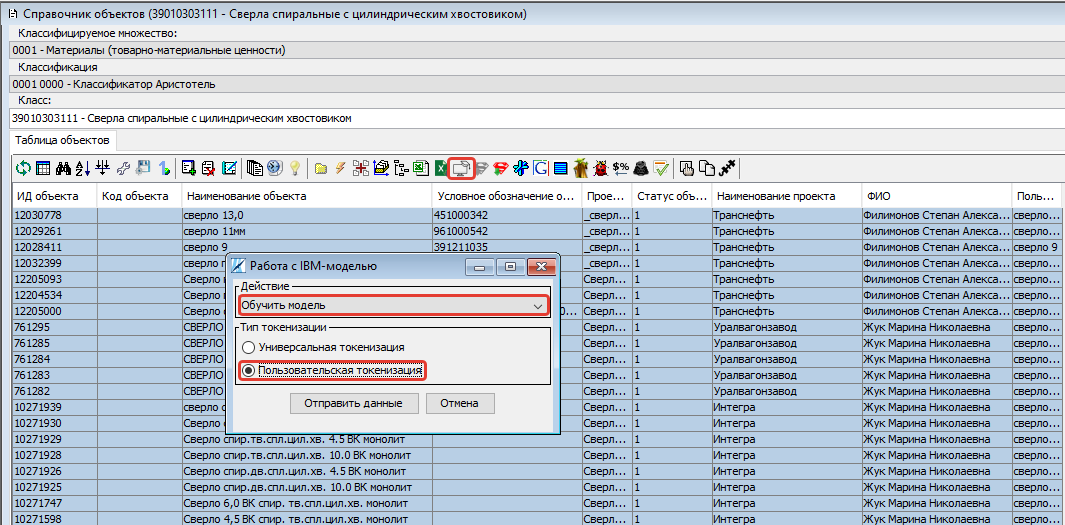 Справочник объектов (39010303111 - Сверла спиральные с цилиндрическим хвостовиком)
Классифицируемое множество:
0001 - Материалы (товарно-материальные ценности)
Классификация
0001 0000 - Классификатор Аристотель
Класс:
39010303111 - Сверла спиральные с цилиндрическим хвостовиком
Таблица объектов
ИД объекта Код объекта Наименование объекта Условное обозначение о... Прое... Статус объ... Наименование проекта ФИО Поль...
12030778 сверло 13,0 451000342 _сверл... 1 Транснефть Филимонов Степан Алекса... сверло...
12029261 сверло 11мм 961000542 _сверл... 1 Транснефть Филимонов Степан Алекса... сверло...
12028411 сверло 9 391211035 _сверл... 1 Транснефть Филимонов Степан Алекса... сверло 9
12032399 сверло _сверл... 1 Транснефть Филимонов Степан Алекса... сверло...
12205093 Сверло Сверл... 1 Транснефть Филимонов Степан Алекса... Сверло...
12204534 Сверло Сверл... 1 Транснефть Филимонов Степан Алекса... Сверло...
12205000 Сверло 0... Сверл... 1 Транснефть Филимонов Степан Алекса... Сверло...
761295 СВЕРЛО Сверл... 1 Уралвагонзавод Жук Марина Николаевна сверло...
761285 СВЕРЛО Сверл... 1 Уралвагонзавод Жук Марина Николаевна сверло...
761284 СВЕРЛО Сверл... 1 Уралвагонзавод Жук Марина Николаевна сверло...
761283 СВЕРЛО Сверл... 1 Уралвагонзавод Жук Марина Николаевна сверло...
761282 СВЕРЛО Сверл... 1 Уралвагонзавод Жук Марина Николаевна сверло...
10271939 сверло Сверл... 1 Интегра Жук Марина Николаевна сверло...
10271930 Сверло Сверл... 1 Интегра Жук Марина Николаевна сверло...
10271929 Сверло спир.тв.спл.цил.хв. 4.5 ВК монолит Сверл... 1 Интегра Жук Марина Николаевна сверло...
10271928 Сверло спир.тв.спл.цил.хв. 10.0 ВК монолит Сверл... 1 Интегра Жук Марина Николаевна сверло...
10271926 Сверло спир.дв.спл.цил.хв. 4.5 ВК монолит Сверл... 1 Интегра Жук Марина Николаевна сверло...
10271925 Сверло спир.дв.спл.цил.хв. 10.0 ВК монолит Сверл... 1 Интегра Жук Марина Николаевна сверло...
10271747 Сверло 6,0 ВК спир. тв.спл.цил.хв. монолит Сверл... 1 Интегра Жук Марина Николаевна сверло...
10271598 Сверло 4,5 ВК спир. тв.спл.цил.хв. монолит Сверл... 1 Интегра Жук Марина Николаевна сверло...
Работа с IBM-моделью
Действие
Обучить модель
Тип токенизации
Универсальная токенизация
Пользовательская токенизация
Отправить данные Отмена